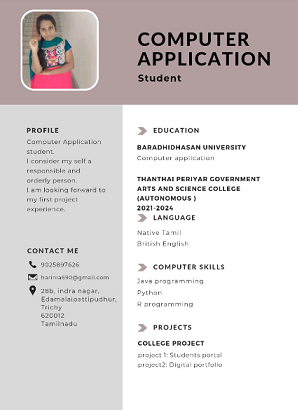 COMPUTER
APPLICATION
Student
PROFILE
Computer Application
student.
I consider my self a
responsible and
orderly person.
I am looking forward to
my first project
experience.
CONTACT ME
9025897626
harinia690@gmail.com
28b, indra nagar,
Edamalaipattipudhur,
Trichy
620012
Tamilnadu
EDUCATION
BARADHIDHASAN UNIVERSITY
Computer application
THANTHAI PERIYAR GOVERNMENT
ARTS AND SCIENCE COLLEGE
(AUTONOMOUS )
2021-2024
LANGUAGE
Native Tamil
British English
COMPUTER SKILLS
Java programming
Python
R programming
PROJECTS
COLLEGE PROJECT
project 1: Students portal
project2: Digital portfolio